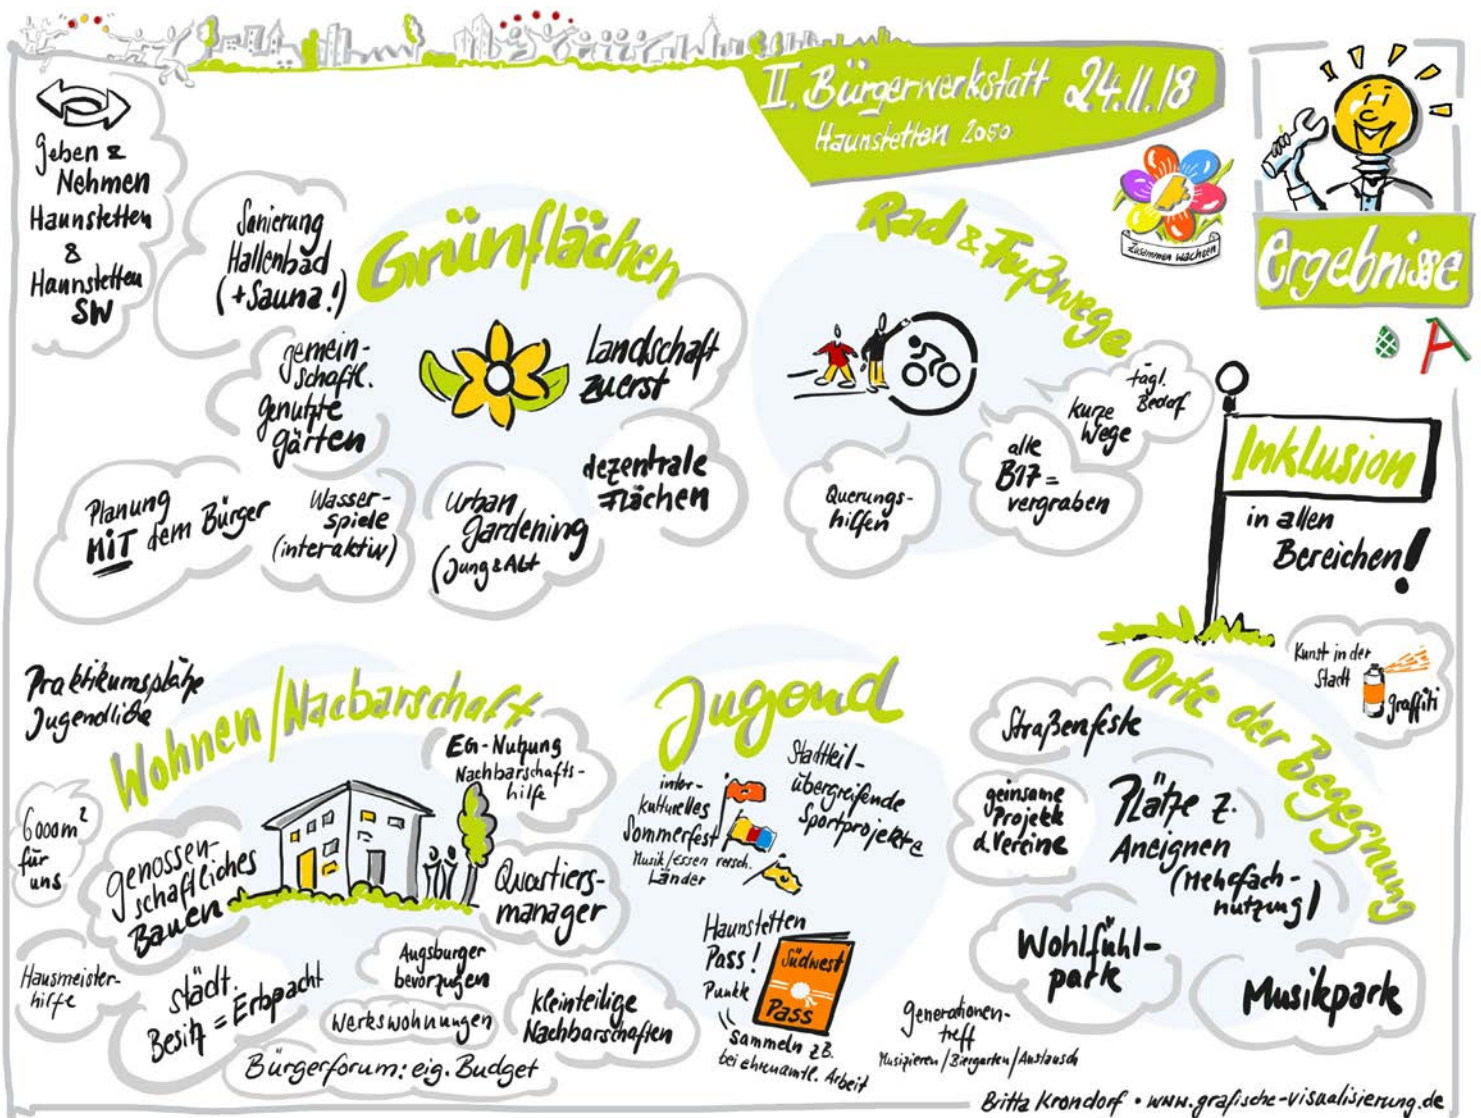 II. Bürgerwerkstatt 24.11.18
Haunstetten 2050
Zusammen wachsen
Ergebnisse
A
Geben &
Nehmen
Haunstetten
&
Haunstetten
SW
Sanierung
Hallenbad
(+Sauna!)
Grünflächen
gemein-
schaftl.
genutzte
gärten
Landschaft
zuerst
dezentrale
Flächen
Planung
MIT dem Bürger
Wasser-
spiele
(interaktiv)
Urban
gardening
(Jung & Alt
Rad & Fußwege
Querungs-
hilfen
alte
B17 =
vergraben
kurze
Wege
tägl.
Bedarf
Inklusion
in allen
Bereichen!
Praktikumsplätze
Jugendliche
Wohnen/Nacbarschaft
EG-Nutzung
Nachbarschafts-
hilfe
6000m²
für
uns
genossen-
schaftliches
Bauen
Quartiers-
manager
Hausmeister-
hilfe
städt.
Besitz = Erbpacht
Augsburger
bevorzugen
Werkswohnungen
kleinteilige
Nachbarschaften
Bürgerforum: eig. Budget
Jugend
inter-
kulturelles
Sommerfest
Musik/essen versch.
Länder
Stadtteil-
übergreifende
Sportprojekte
Haunstetten
Pass!
Punkte
sammeln z.B.
bei ehrenamtl. Arbeit
Südwest
Pass
generationen-
treff
Musizieren/Biergarten/Austausch
Orte der Begegnung
Kunst in der
Stadt
graffiti
Straßenfeste
geinsame
Projekte
d. Vereine
Plätze z.
Aneignen
(Mehrfach-
nutzung)
Wohlfühl-
park
Musikpark
Britta Krondorf • www.grafische-visualisierung.de